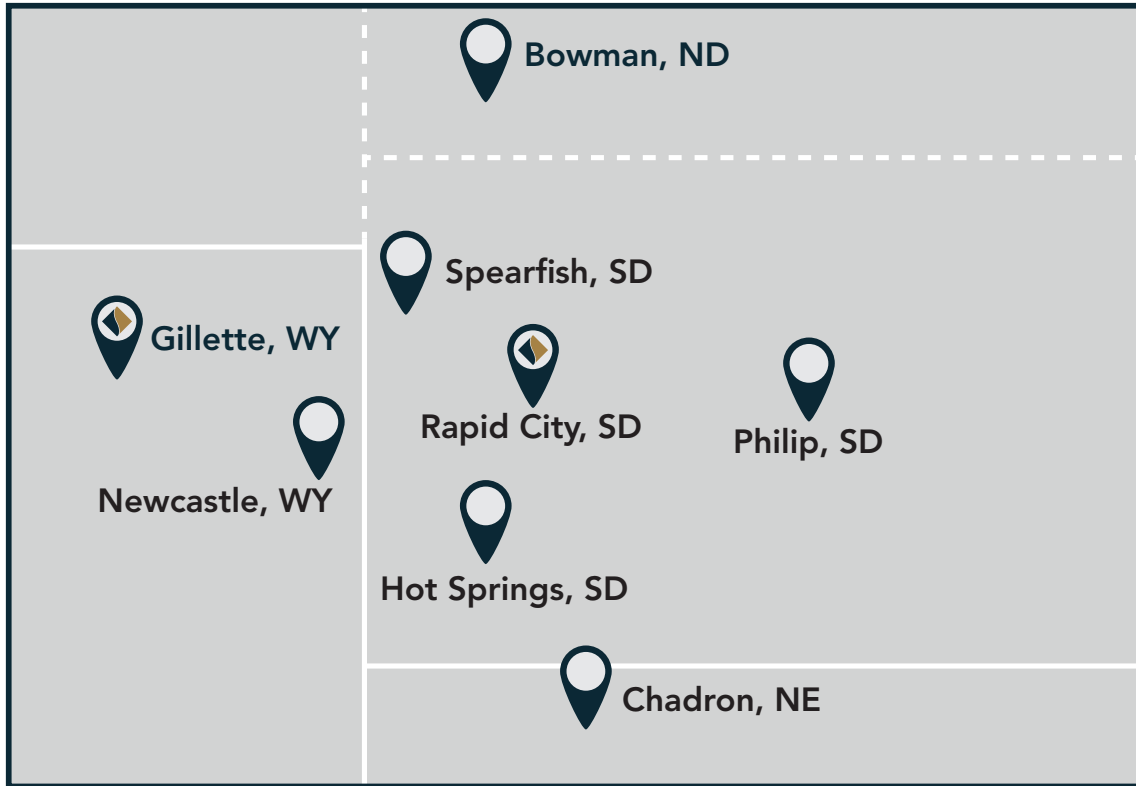 Bowman, ND
Spearfish, SD
Gillette, WY
Rapid City, SD
Philip, SD
Newcastle, WY
Hot Springs, SD
Chadron, NE